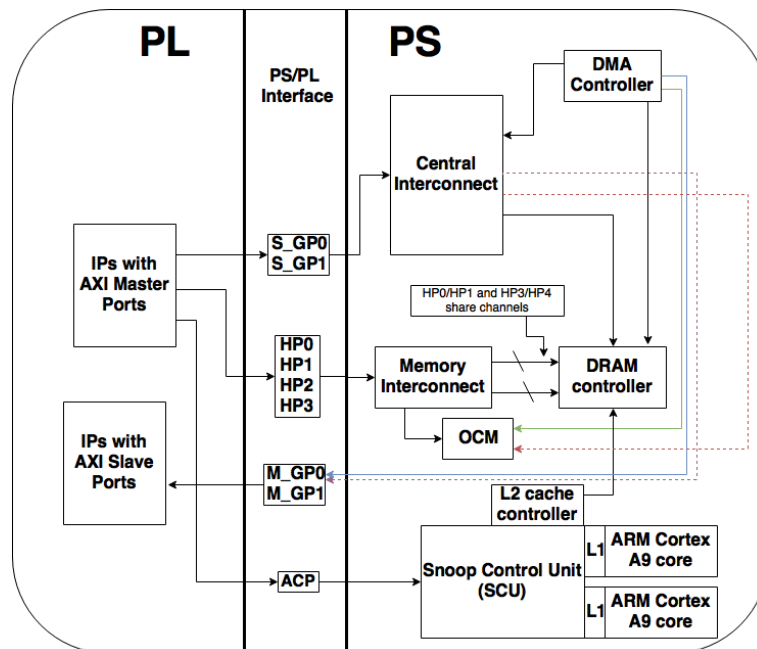 PL
PS
PS/PL
Interface
DMA
Controller
Central
Interconnect
S_GP0
S_GP1
IPs with
AXI Master
Ports
HP0/HP1 and HP3/HP4
share channels
HP0
HP1
HP2
HP3
Memory
Interconnect
DRAM
controller
OCM
IPs with
AXI Slave
Ports
M_GP0
M_GP1
L2 cache
controller
Snoop Control Unit
(SCU)
L1
ARM Cortex
A9 core
L1
ARM Cortex
A9 core
ACP